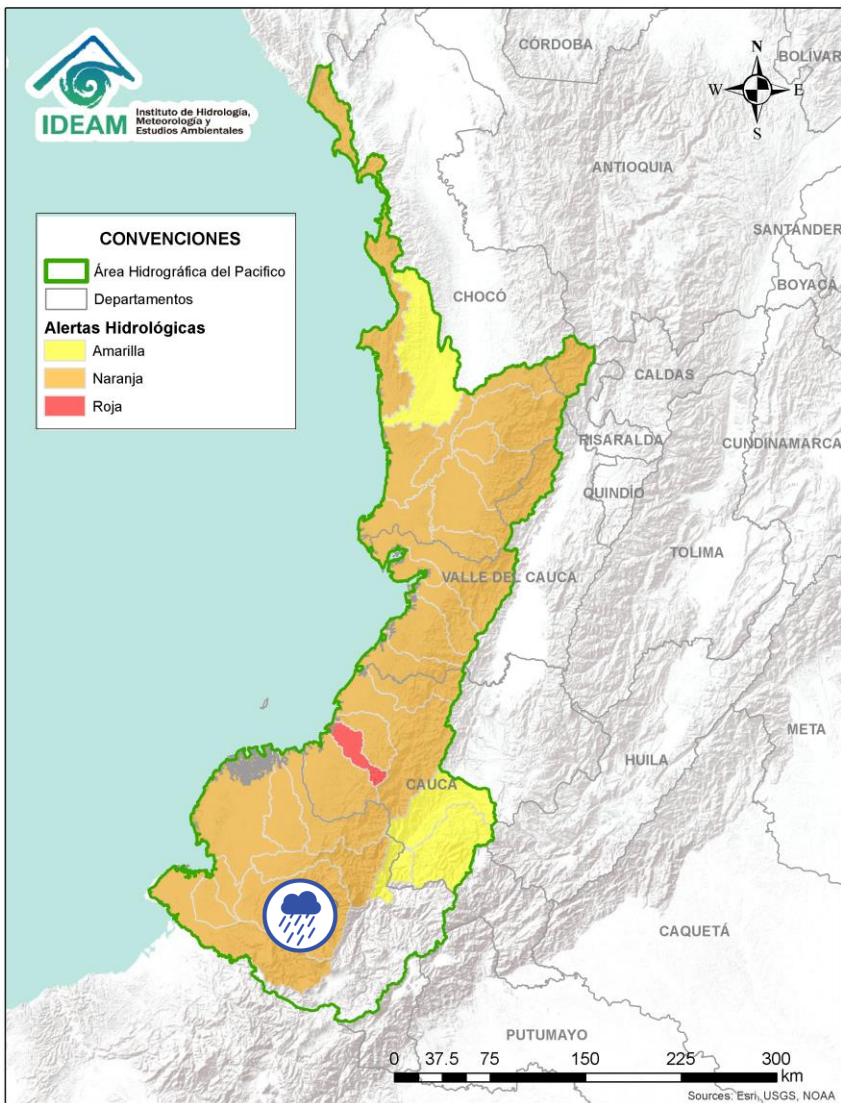 IDEAM
Instituto de Hidrología,
Meteorología y
Estudios Ambientales
CÓRDOBA
BOLÍVAR
N
W
E
S
ANTIOQUIA
SANTANDER
BOYACÁ
CONVENCIONES
Área Hidrográfica del Pacifico
Departamentos
Alertas Hidrológicas
Amarilla
Naranja
Roja
CHOCÓ
CALDAS
RISARALDA
CUNDINAMARCA
QUINDÍO
TOLIMA
VALLE DEL CAUCA
META
HUILA
CAUCA
CAQUETÁ
PUTUMAYO
0 37.5 75 150 225 300
km
Sources: Esri, USGS, NOAA